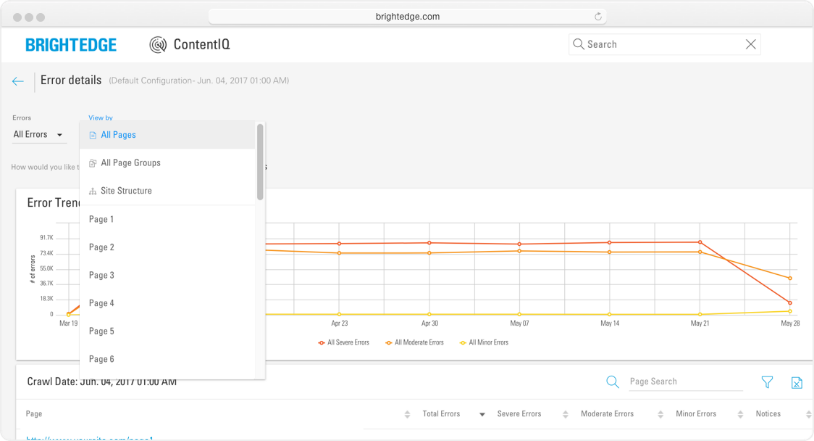 brightedge.com
BRIGHTEDGE
ContentIQ
Search
Error details (Default Configuration- Jun. 04, 2017 01:00 AM)
Errors
View by
All Errors
All Pages
All Page Groups
Site Structure
Page 1
Page 2
Page 3
Page 4
Page 5
Page 6
How would you like t
s
Error Tren
# of errors
91.7K
73.4K
55.0K
36.7K
18.3K
0
Mar 19
Apr 23
Apr 30
May 07
May 14
May 21
May 28
All Severe Errors
All Moderate Errors
All Minor Errors
Crawl Date: Jun. 04, 2017 01:00 AM
Page Search
Page
Total Errors
Severe Errors
Moderate Errors
Minor Errors
Notices
http://www.yoursite.com/page1